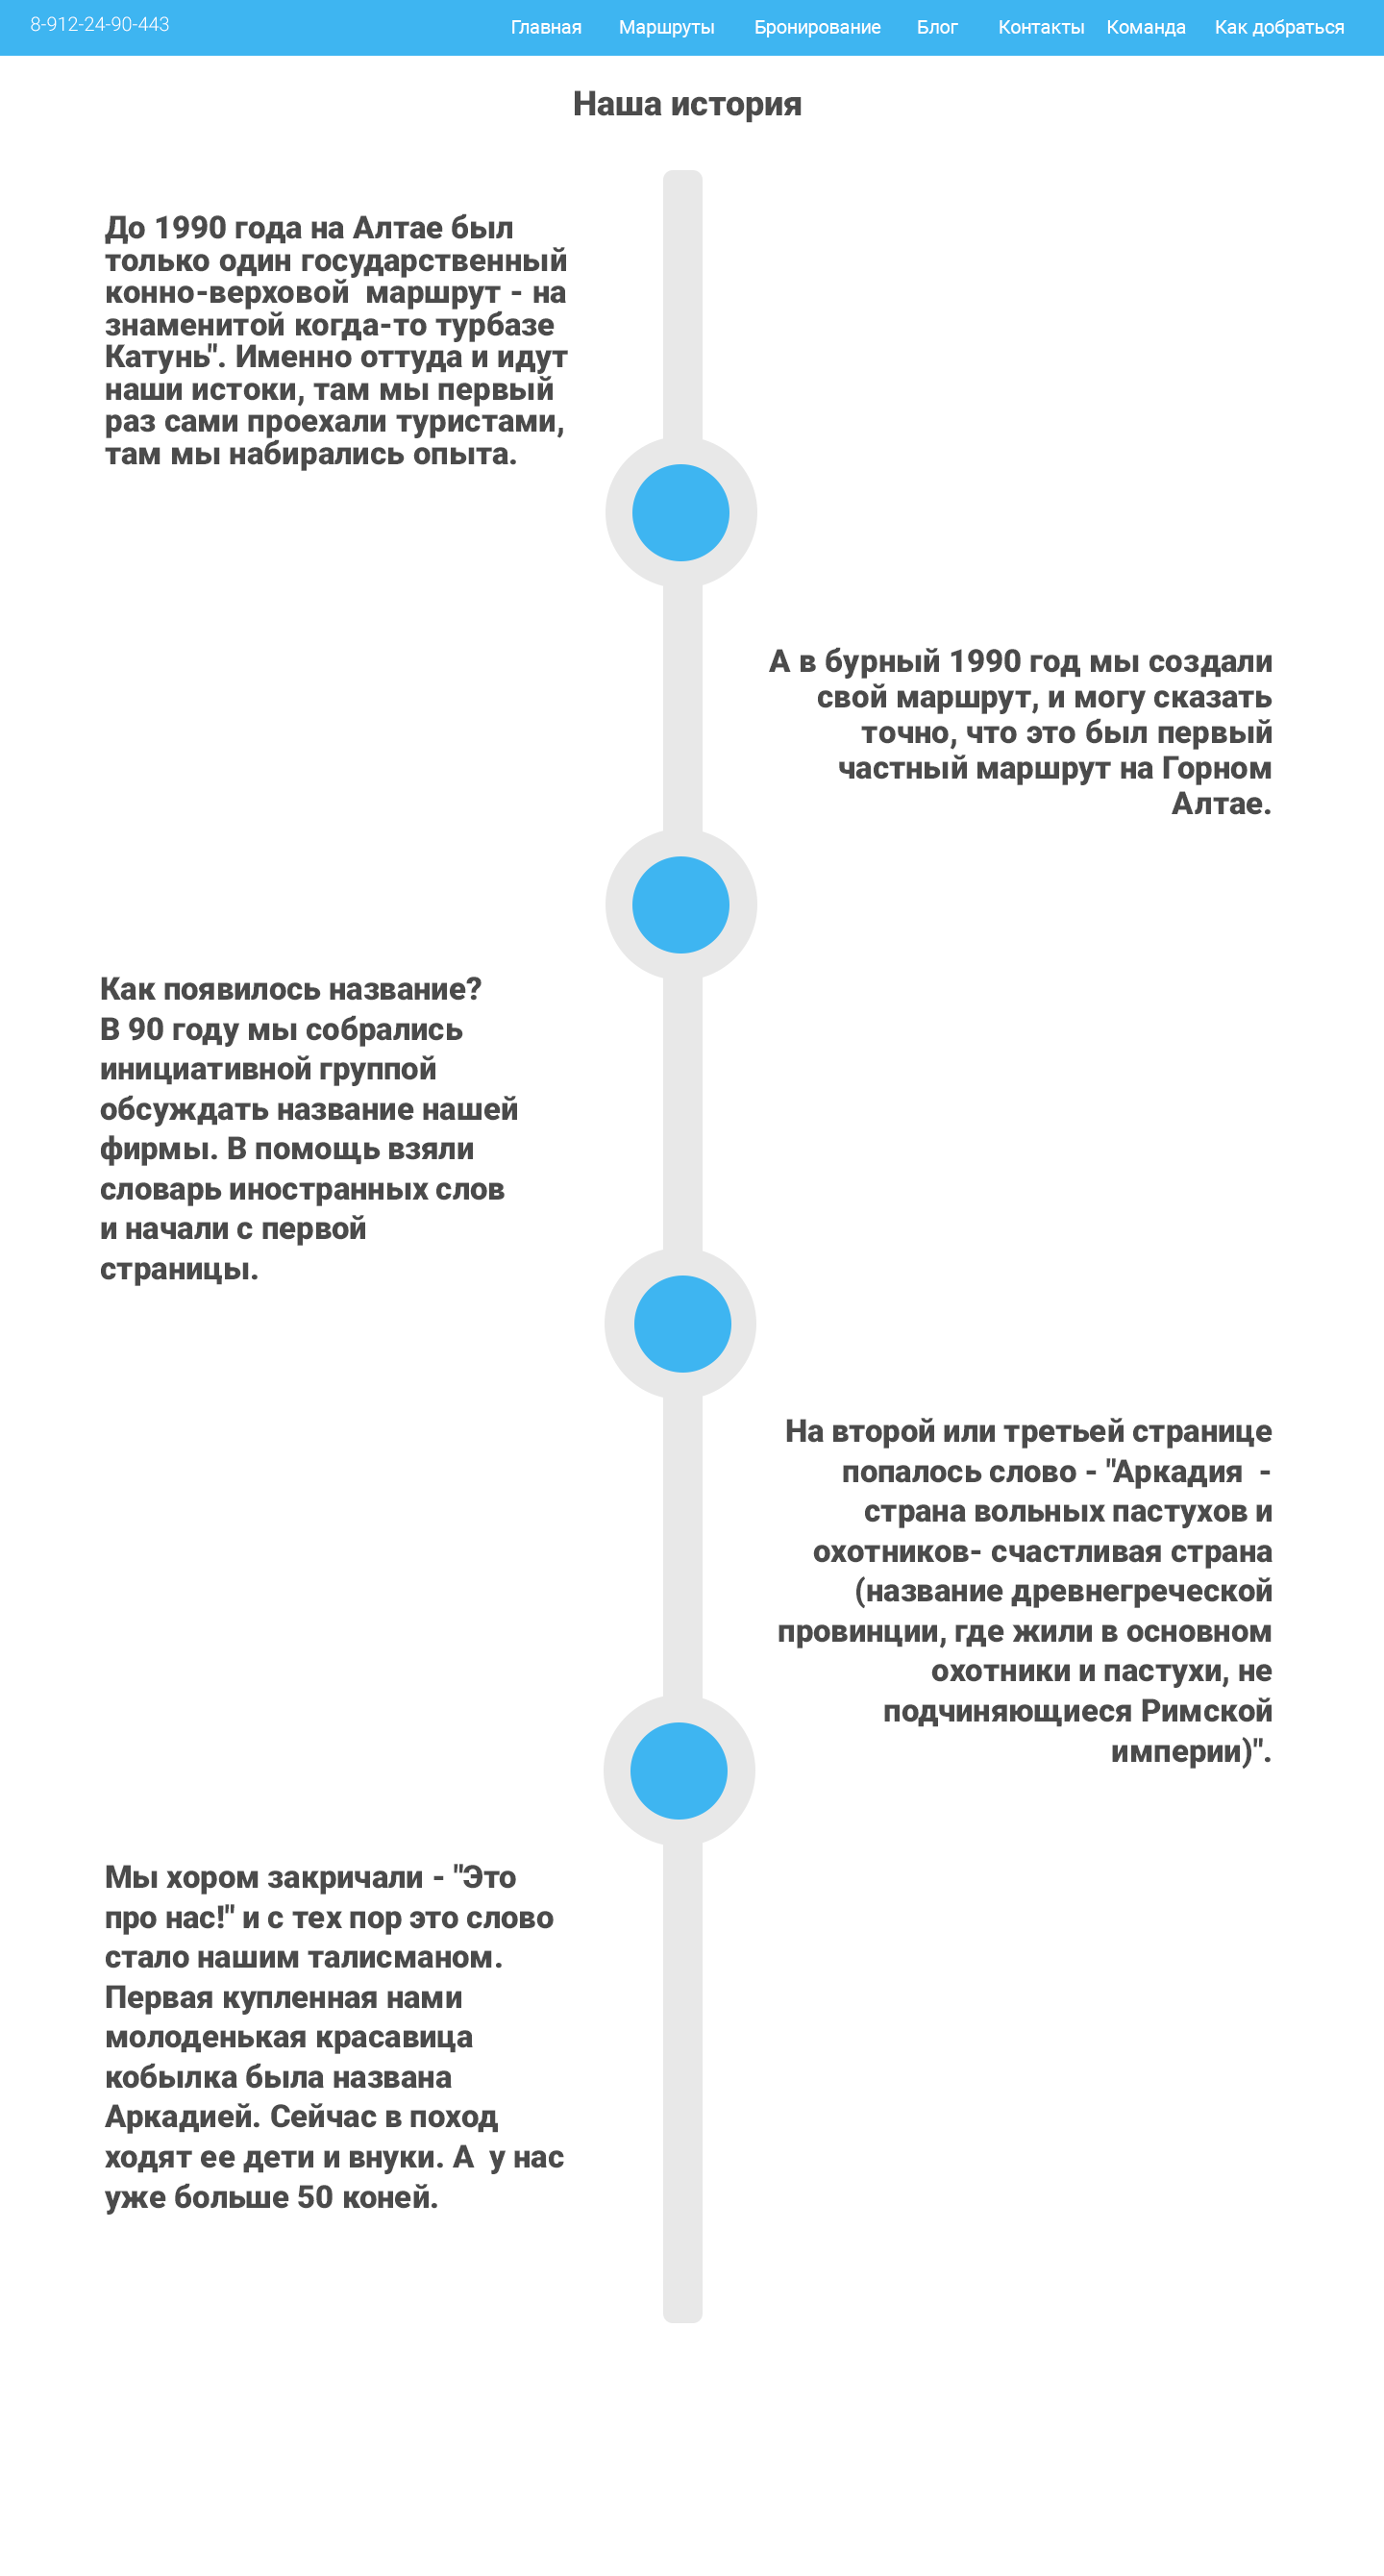 8-912-24-90-443
Главная Маршруты Бронирование Блог Контакты Команда Как добраться
Наша история
До 1990 года на Алтае был
только один государственный
конно-верховой  маршрут - на
знаменитой когда-то турбазе
Катунь". Именно оттуда и идут
наши истоки, там мы первый
раз сами проехали туристами,
там мы набирались опыта.
А в бурный 1990 год мы создали
свой маршрут, и могу сказать
точно, что это был первый
частный маршрут на Горном
Алтае.
Как появилось название?
В 90 году мы собрались
инициативной группой
обсуждать название нашей
фирмы. В помощь взяли
словарь иностранных слов
и начали с первой
страницы.
На второй или третьей странице
попалось слово - "Аркадия  -
страна вольных пастухов и
охотников- счастливая страна
(название древнегреческой
провинции, где жили в основном
охотники и пастухи, не
подчиняющиеся Римской
империи)".
Мы хором закричали - "Это
про нас!" и с тех пор это слово
стало нашим талисманом.
Первая купленная нами
молоденькая красавица
кобылка была названа
Аркадией. Сейчас в поход
ходят ее дети и внуки. А  у нас
уже больше 50 коней.